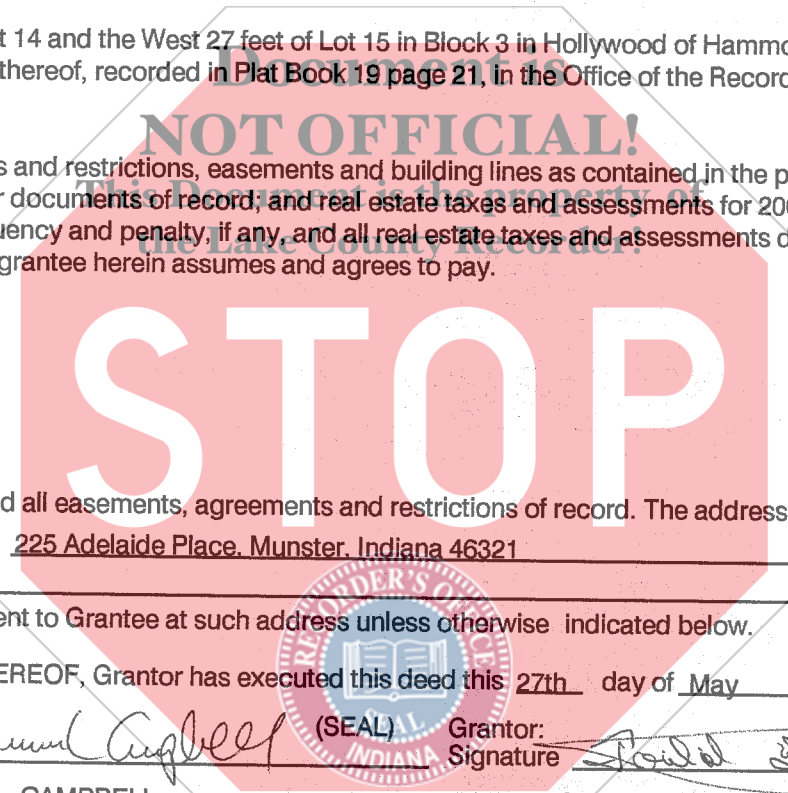 t 14 and the West 27 feet of Lot 15 in Block 3 in Hollywood of Hammo
Document is
thereof, recorded in Plat Book 19 page 21, in the Office of the Record
NOT OFFICIAL!
s and restrictions, easements and building lines as contained in the p
This Document is the property of
r documents of record; and real estate taxes and assessments for 200
uency and penalty, if any, and all real estate taxes and assessments d
the Lake County Recorder!
grantee herein assumes and agrees to pay.
STOP
d all easements, agreements and restrictions of record. The address
225 Adelaide Place, Munster, Indiana 46321
RECORDER'S OFFICE
ent to Grantee at such address unless otherwise indicated below.
EREOF, Grantor has executed this deed this 27th day of May
SEAL
INDIANA
Campbell (SEAL) Grantor:
Signature
CAMPBELL